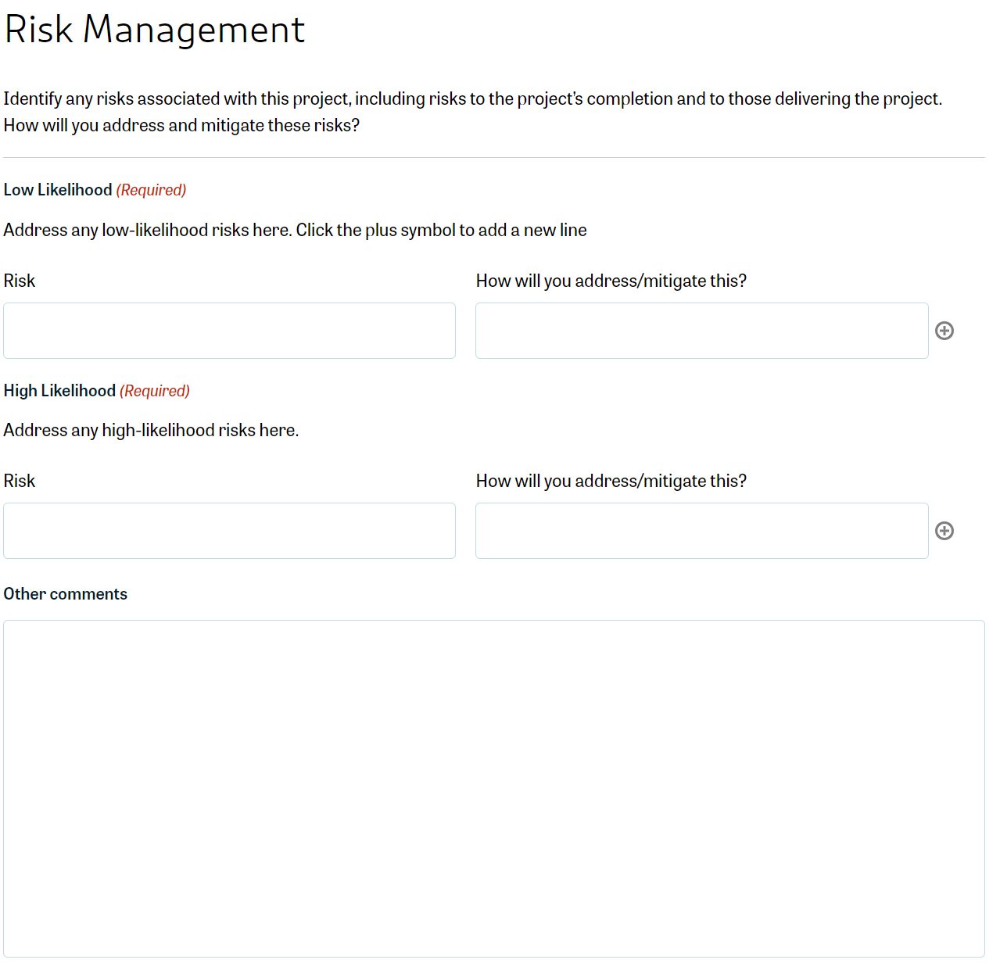 Risk Management
Identify any risks associated with this project, including risks to the project's completion and to those delivering the project.
How will you address and mitigate these risks?
Low Likelihood (Required)
Address any low-likelihood risks here. Click the plus symbol to add a new line
Risk
How will you address/mitigate this?
High Likelihood (Required)
Address any high-likelihood risks here.
Risk
How will you address/mitigate this?
Other comments